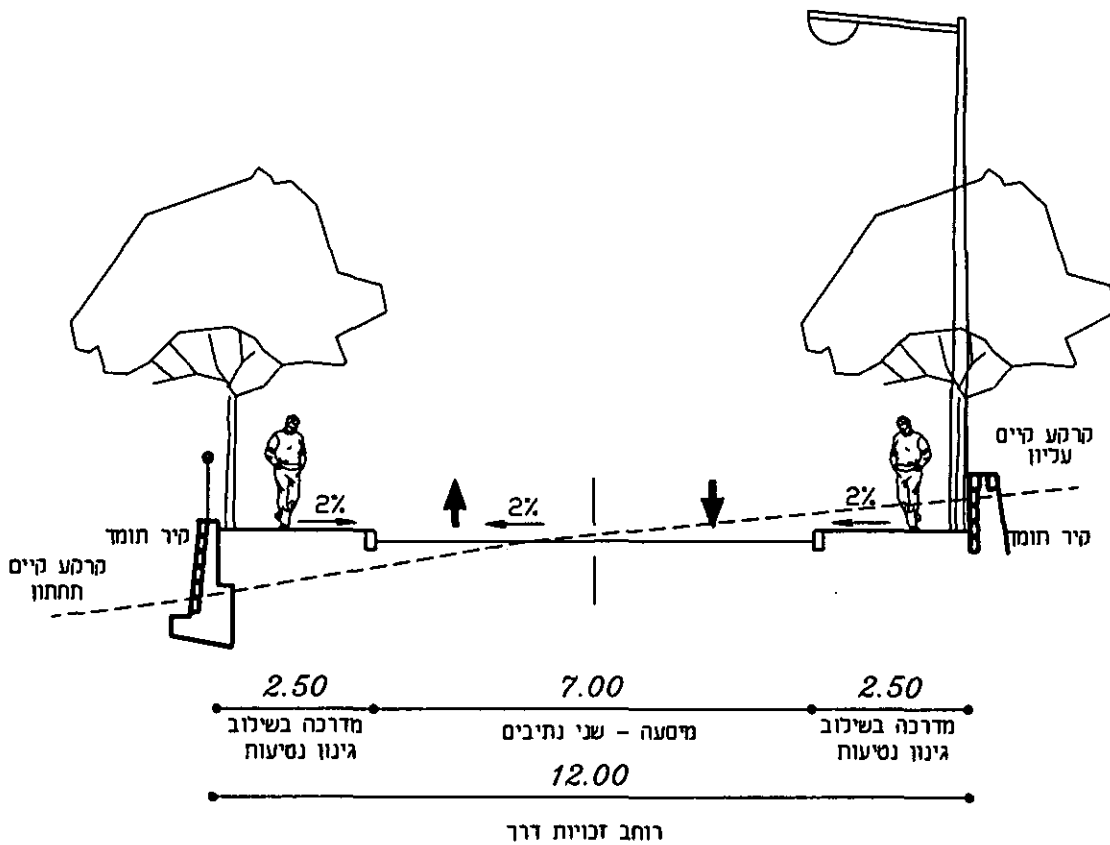 קרקע קיים
עליון
2%
2%
2%
קיר תומך
קיר תומך
קרקע קיים
תחתון
2.50
7.00
2.50
מדרכה בשילוב
גינון נטיעות
מיסעה - שני נתיבים
מדרכה בשילוב
גינון נטיעות
12.00
רוחב זכויות דרך